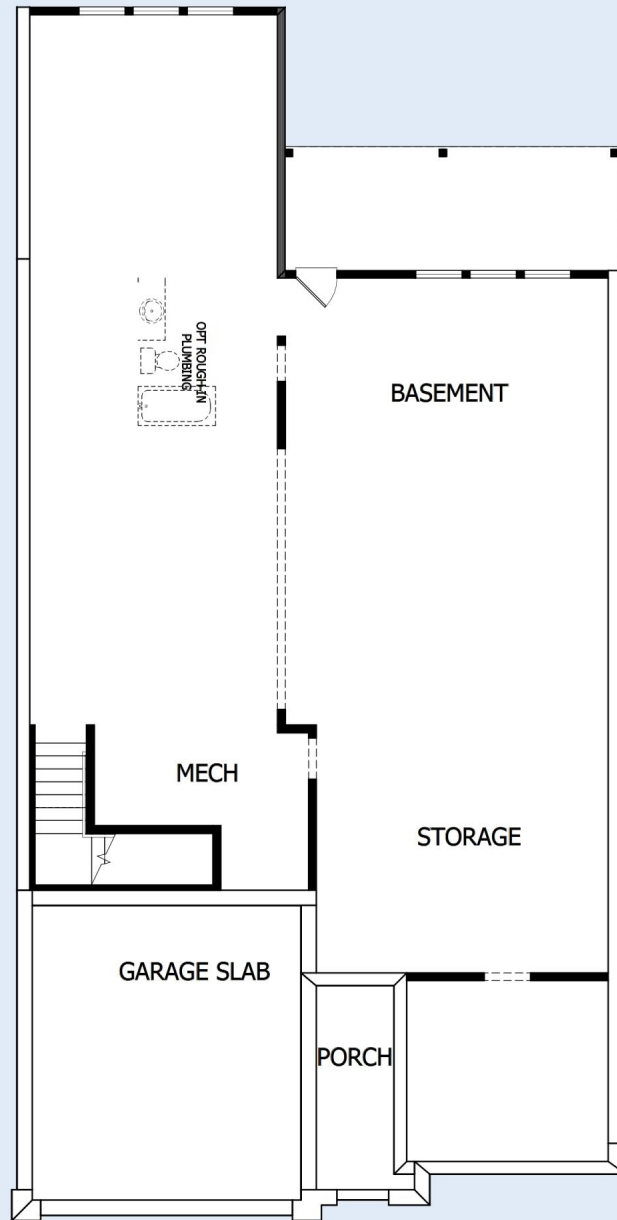 OPT ROUGH-IN
PLUMBING
BASEMENT
MECH
STORAGE
GARAGE SLAB
PORCH